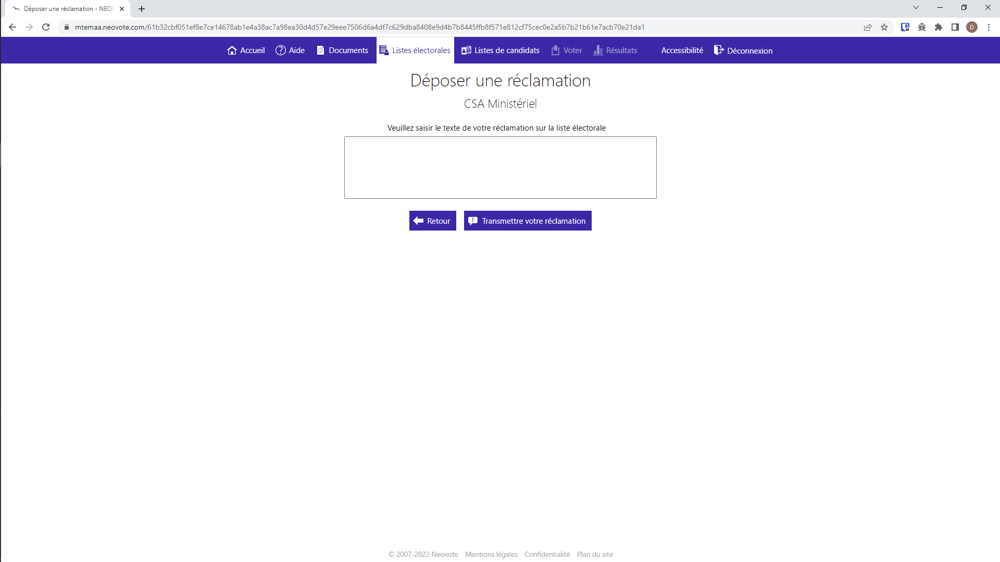 Déposer une réclamation - NEOV
mtemaa.neovote.com/61b32cbf051ef8e7ce14678ab1e4a38ac7a98ea30d4d57e29eee7506d6a4df7c629dba8408e9d4b7b8445ffb8f571e812cf75cec0e2a5b7b21b61e7acb70e21da1
D
Accueil Aide Documents Listes électorales Listes de candidats Voter Résultats Accessibilité Déconnexion
Déposer une réclamation
CSA Ministériel
Veuillez saisir le texte de votre réclamation sur la liste électorale
Retour Transmettre votre réclamation
© 2007-2022 Neovote Mentions légales Confidentialité Plan du site